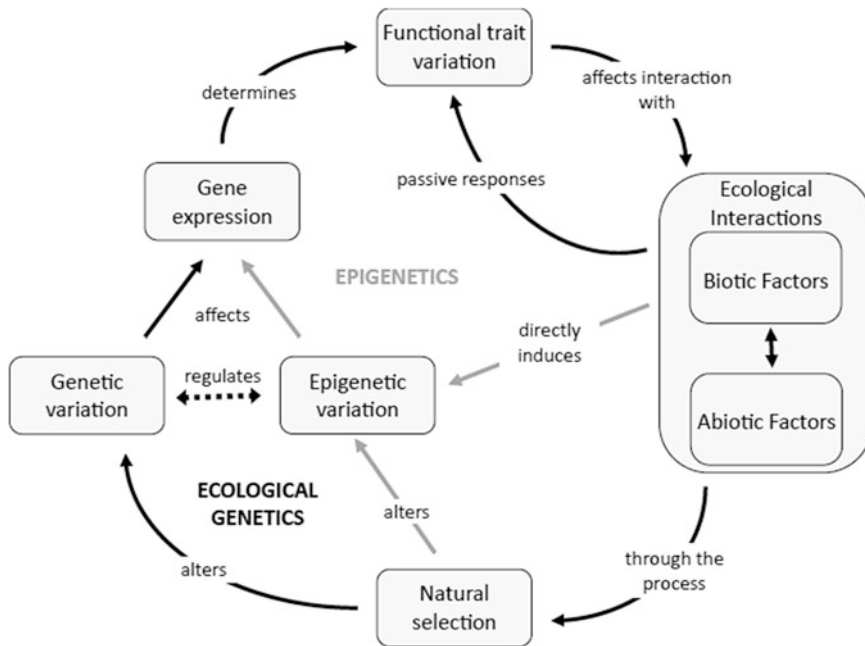 Functional trait
variation
determines
affects interaction
with
Gene
expression
passive responses
Ecological
Interactions
Biotic Factors
EPIGENETICS
affects
directly
induces
Genetic
variation
regulates
Epigenetic
variation
Abiotic Factors
ECOLOGICAL
GENETICS
alters
alters
through the
process
Natural
selection